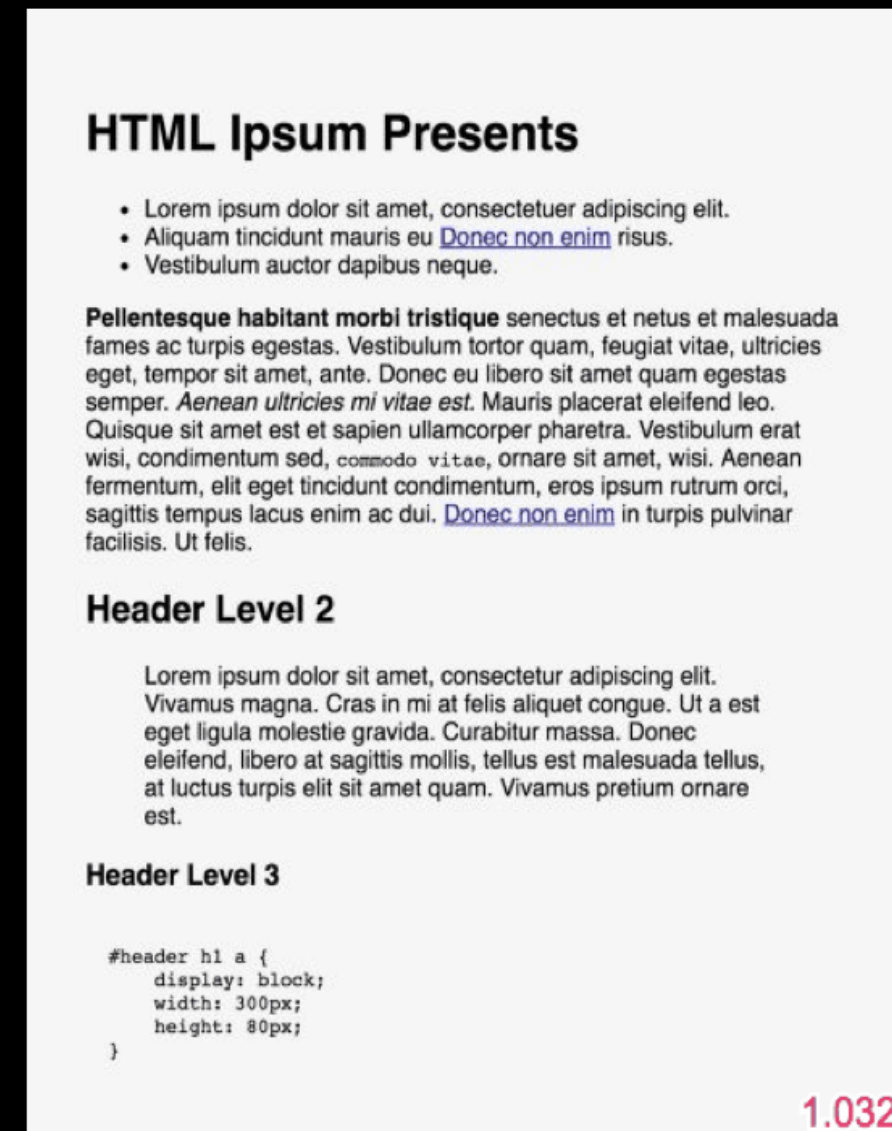 HTML Ipsum Presents
• Lorem ipsum dolor sit amet, consectetuer adipiscing elit.
• Aliquam tincidunt mauris eu Donec non enim risus.
• Vestibulum auctor dapibus neque.
Pellentesque habitant morbi tristique senectus et netus et malesuada
fames ac turpis egestas. Vestibulum tortor quam, feugiat vitae, ultricies
eget, tempor sit amet, ante. Donec eu libero sit amet quam egestas
semper. Aenean ultricies mi vitae est. Mauris placerat eleifend leo.
Quisque sit amet est et sapien ullamcorper pharetra. Vestibulum erat
wisi, condimentum sed, commodo vitae, ornare sit amet, wisi. Aenean
fermentum, elit eget tincidunt condimentum, eros ipsum rutrum orci,
sagittis tempus lacus enim ac dui. Donec non enim in turpis pulvinar
facilisis. Ut felis.
Header Level 2
Lorem ipsum dolor sit amet, consectetur adipiscing elit.
Vivamus magna. Cras in mi at felis aliquet congue. Ut a est
eget ligula molestie gravida. Curabitur massa. Donec
eleifend, libero at sagittis mollis, tellus est malesuada tellus,
at luctus turpis elit sit amet quam. Vivamus pretium ornare
est.
Header Level 3
#header h1 a {
    display: block;
    width: 300px;
    height: 80px;
}
1.032